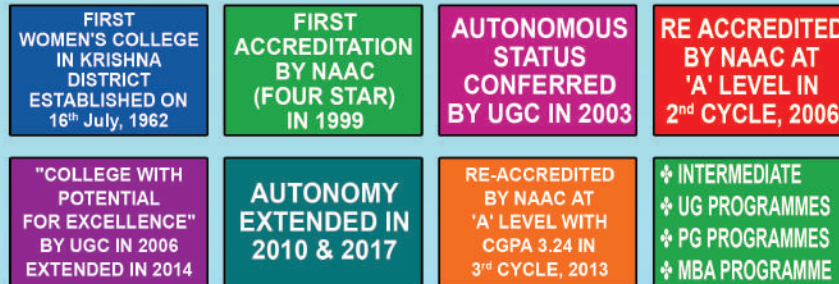 FIRST
WOMEN'S COLLEGE
IN KRISHNA
DISTRICT
ESTABLISHED ON
16th July, 1962
FIRST
ACCREDITATION
BY NAAC
(FOUR STAR)
IN 1999
AUTONOMOUS
STATUS
CONFERRED
BY UGC IN 2003
RE ACCREDITED
BY NAAC AT
'A' LEVEL IN
2nd CYCLE, 2006
"COLLEGE WITH
POTENTIAL
FOR EXCELLENCE"
BY UGC IN 2006
EXTENDED IN 2014
AUTONOMY
EXTENDED IN
2010 & 2017
RE-ACCREDITED
BY NAAC AT
'A' LEVEL WITH
CGPA 3.24 IN
3rd CYCLE, 2013
✤ INTERMEDIATE
✤ UG PROGRAMMES
✤ PG PROGRAMMES
✤ MBA PROGRAMME